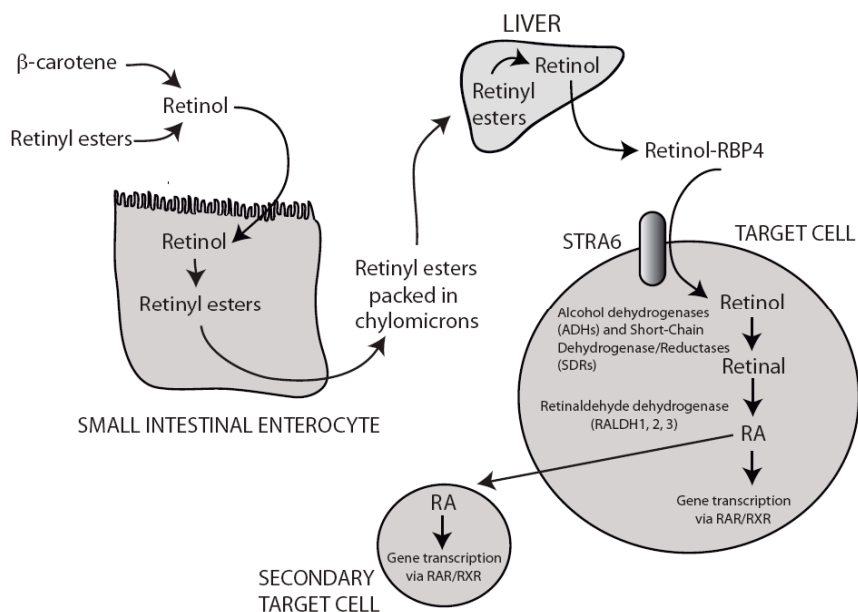 LIVER
β-carotene
Retinol
Retinyl esters
Retinol
Retinyl
esters
Retinol-RBP4
STRA6
TARGET CELL
Retinol
Retinyl esters
Retinyl esters
packed in
chylomicrons
SMALL INTESTINAL ENTEROCYTE
Retinol
Alcohol dehydrogenases
(ADHs) and Short-Chain
Dehydrogenase/Reductases
(SDRs)
Retinal
Retinaldehyde dehydrogenase
(RALDH1, 2, 3)
RA
Gene transcription
via RAR/RXR
RA
Gene transcription
via RAR/RXR
SECONDARY
TARGET CELL